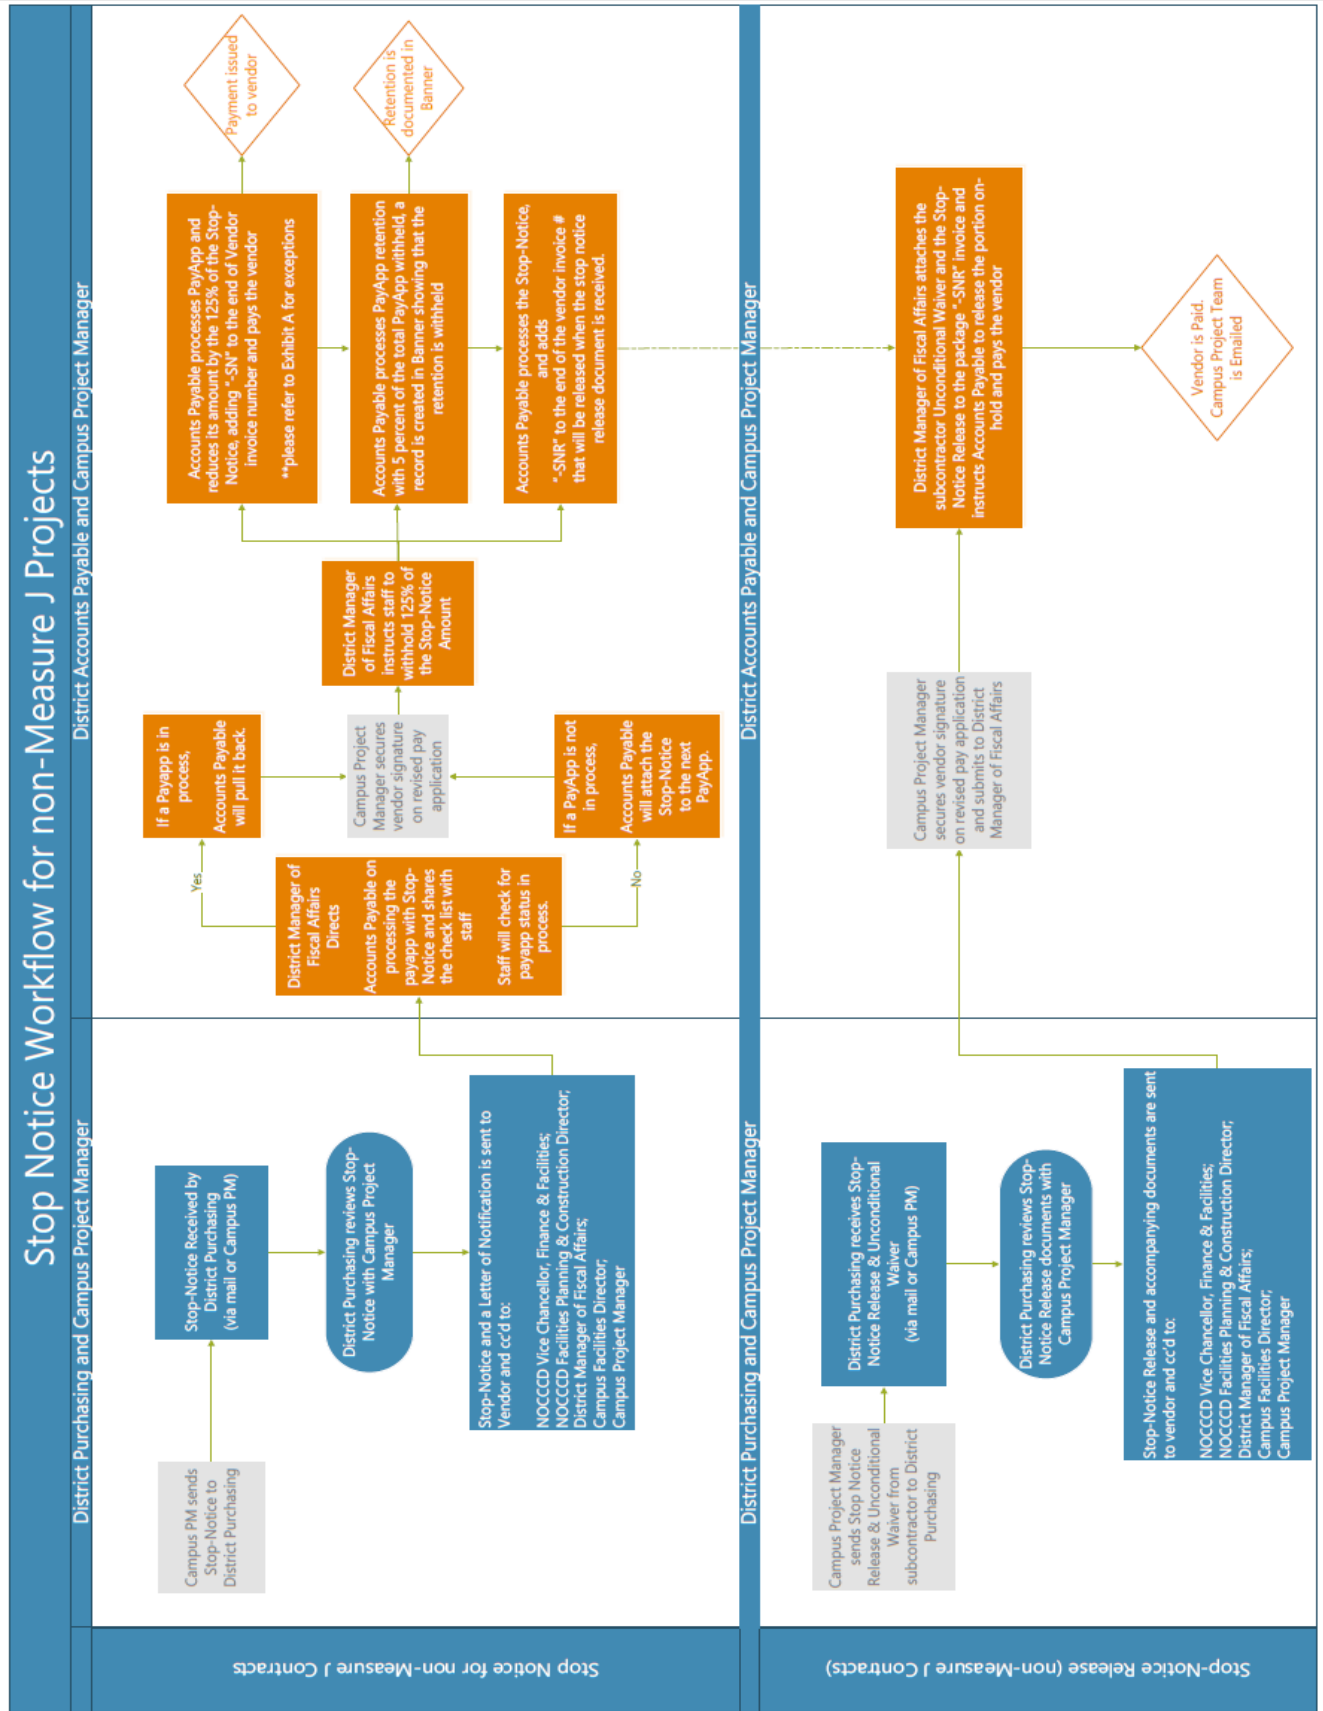 Stop Notice Workflow for non-Measure J Projects
District Purchasing and Campus Project Manager
District Accounts Payable and Campus Project Manager
Stop Notice for non-Measure J Contracts
Campus PM sends
Stop-Notice to
District Purchasing
Stop-Notice Received by
District Purchasing
(via mail or Campus PM)
District Purchasing reviews Stop-
Notice with Campus Project
Manager
Stop-Notice and a Letter of Notification is sent to
Vendor and cc'd to:
NOCCCD Vice Chancellor, Finance & Facilities;
NOCCCD Facilities Planning & Construction Director;
District Manager of Fiscal Affairs;
Campus Facilities Director;
Campus Project Manager
District Manager of
Fiscal Affairs
Directs
Accounts Payable on
processing the
payapp with Stop-
Notice and shares
the check list with
staff
Staff will check for
payapp status in
process.
Yes
No
If a Payapp is in
process,
Accounts Payable
will pull it back.
Campus Project
Manager secures
vendor signature
on revised pay
application
If a PayApp is not
in process,
Accounts Payable
will attach the
Stop-Notice
to the next
PayApp.
District Manager
of Fiscal Affairs
instructs staff to
withhold 125% of
the Stop-Notice
Amount
Accounts Payable processes PayApp and
reduces its amount by the 125% of the Stop-
Notice, adding "-SN" to the end of Vendor
invoice number and pays the vendor
**please refer to Exhibit A for exceptions
Accounts Payable processes PayApp retention
with 5 percent of the total PayApp withheld, a
record is created in Banner showing that the
retention is withheld
Accounts Payable processes the Stop-Notice,
and adds
"-SNR" to the end of the vendor invoice #
that will be released when the stop notice
release document is received.
Payment issued
to vendor
Retention is
documented in
Banner
District Purchasing and Campus Project Manager
District Accounts Payable and Campus Project Manager
Stop-Notice Release (non-Measure J Contracts)
Campus Project Manager
sends Stop Notice
Release & Unconditional
Waiver from
subcontractor to District
Purchasing
District Purchasing receives Stop-
Notice Release & Unconditional
Waiver
(via mail or Campus PM)
District Purchasing reviews Stop-
Notice Release documents with
Campus Project Manager
Stop-Notice Release and accompanying documents are sent
to vendor and cc'd to:
NOCCCD Vice Chancellor, Finance & Facilities;
NOCCCD Facilities Planning & Construction Director;
District Manager of Fiscal Affairs;
Campus Facilities Director;
Campus Project Manager
Campus Project Manager
secures vendor signature
on revised pay application
and submits to District
Manager of Fiscal Affairs
District Manager of Fiscal Affairs attaches the
subcontractor Unconditional Waiver and the Stop-
Notice Release to the package "-SNR" invoice and
instructs Accounts Payable to release the portion on-
hold and pays the vendor
Vendor is Paid.
Campus Project Team
is Emailed